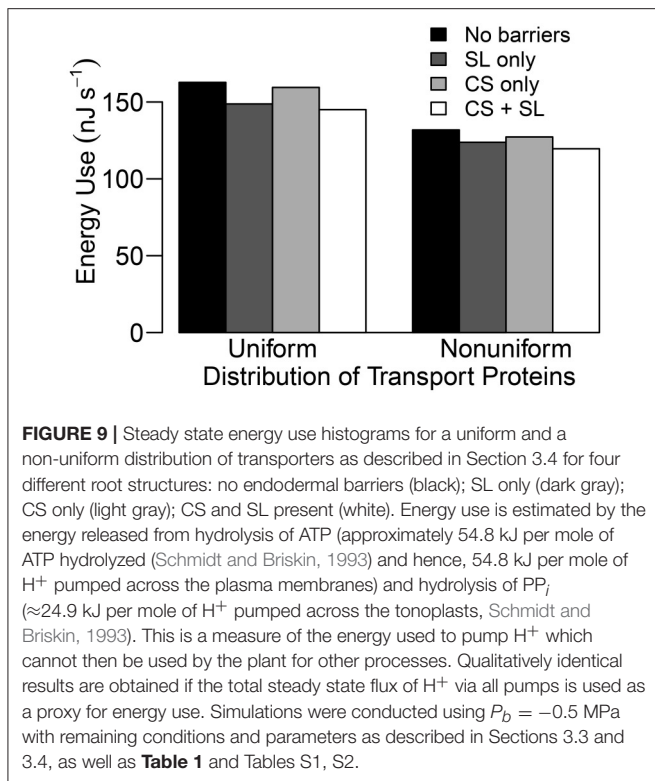 No barriers
SL only
CS only
CS + SL
Energy Use (nJ s⁻¹)
150
100
50
0
Uniform Nonuniform
Distribution of Transport Proteins
FIGURE 9 | Steady state energy use histograms for a uniform and a
non-uniform distribution of transporters as described in Section 3.4 for four
different root structures: no endodermal barriers (black); SL only (dark gray);
CS only (light gray); CS and SL present (white). Energy use is estimated by the
energy released from hydrolysis of ATP (approximately 54.8 kJ per mole of
ATP hydrolyzed (Schmidt and Briskin, 1993) and hence, 54.8 kJ per mole of
H⁺ pumped across the plasma membranes) and hydrolysis of PPᵢ
(≈24.9 kJ per mole of H⁺ pumped across the tonoplasts, Schmidt and
Briskin, 1993). This is a measure of the energy used to pump H⁺ which
cannot then be used by the plant for other processes. Qualitatively identical
results are obtained if the total steady state flux of H⁺ via all pumps is used as
a proxy for energy use. Simulations were conducted using P_b = −0.5 MPa
with remaining conditions and parameters as described in Sections 3.3 and
3.4, as well as Table 1 and Tables S1, S2.